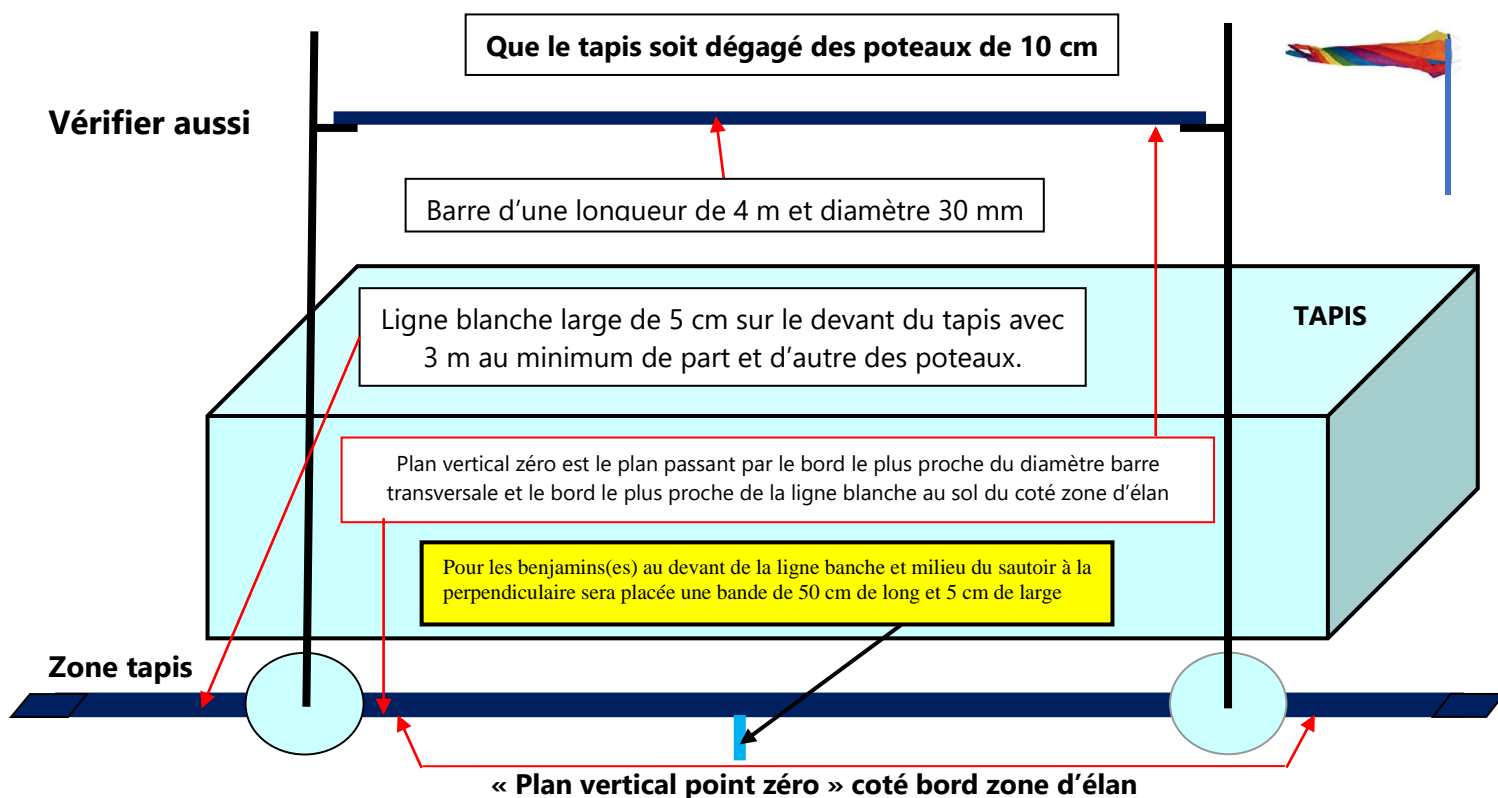 Que le tapis soit dégagé des poteaux de 10 cm
Vérifier aussi
Barre d'une longueur de 4 m et diamètre 30 mm
TAPIS
Ligne blanche large de 5 cm sur le devant du tapis avec
3 m au minimum de part et d'autre des poteaux.
Plan vertical zéro est le plan passant par le bord le plus proche du diamètre barre
transversale et le bord le plus proche de la ligne blanche au sol du coté zone d'élan
Pour les benjamins(es) au devant de la ligne banche et milieu du sautoir à la
perpendiculaire sera placée une bande de 50 cm de long et 5 cm de large
Zone tapis
« Plan vertical point zéro » coté bord zone d'élan